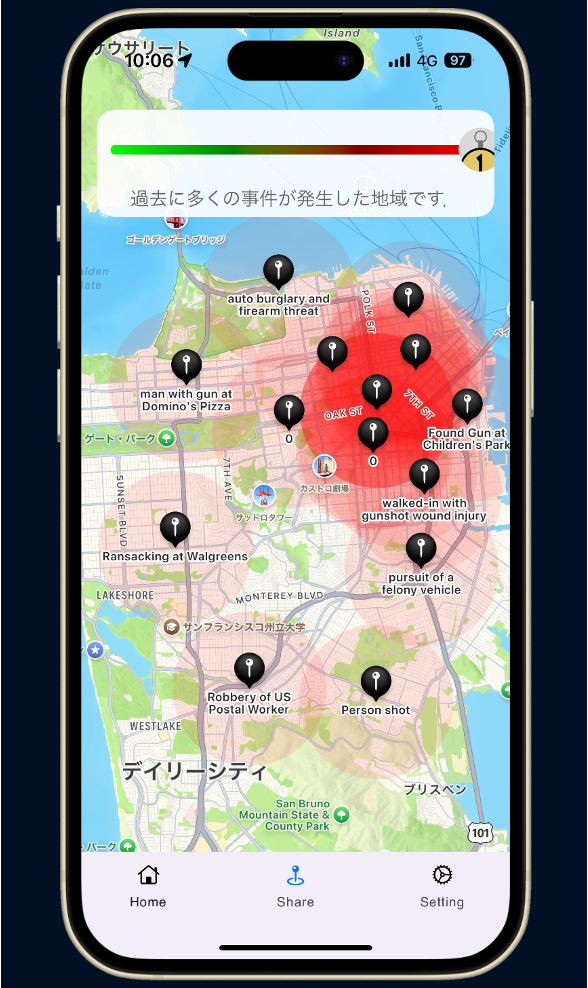 サウサリート
Island
10:06
4G
97
過去に多くの事件が発生した地域です.
ゴールデンゲートブリッジ
olden
Gate
auto burglary and
firearm threat
POLK ST
man with gun at
Domino's Pizza
OAK ST
7TH ST
0
Found Gun at
Children's Park
0
ゲート・パーク
7TH AVE
カストロ劇場
SUNSET BLVD
サットロタワー
walked-in with
gunshot wound injury
Ransacking at Walgreens
pursuit of a
felony vehicle
LAKESHORE
MONTEREY BLVD
サンフランシスコ州立大学
Robbery of US
Postal Worker
Person shot
WESTLAKE
デイリーシティ
ブリスベン
San Bruno
Mountain State &
County Park
101
パーク
Home
Share
Setting